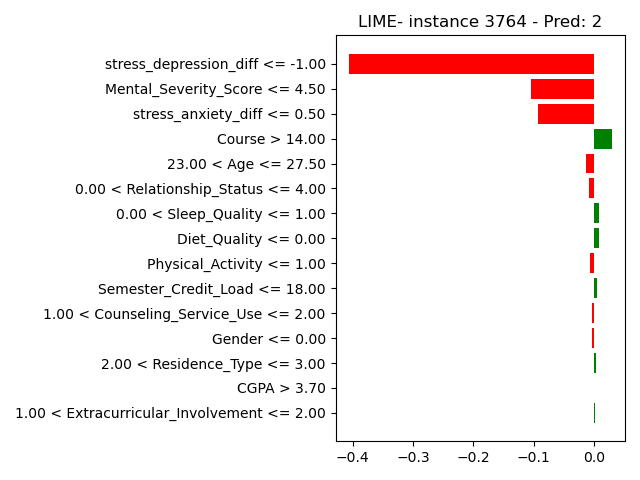 LIME- instance 3764 - Pred: 2
stress_depression_diff <= -1.00
Mental_Severity_Score <= 4.50
stress_anxiety_diff <= 0.50
Course > 14.00
23.00 < Age <= 27.50
0.00 < Relationship_Status <= 4.00
0.00 < Sleep_Quality <= 1.00
Diet_Quality <= 0.00
Physical_Activity <= 1.00
Semester_Credit_Load <= 18.00
1.00 < Counseling_Service_Use <= 2.00
Gender <= 0.00
2.00 < Residence_Type <= 3.00
CGPA > 3.70
1.00 < Extracurricular_Involvement <= 2.00
−0.4 −0.3 −0.2 −0.1 0.0